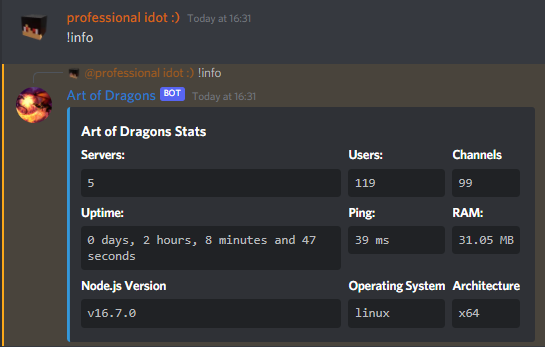 professional idot :) Today at 16:31
!info
@professional idot :) !info
Art of Dragons BOT Today at 16:31
Art of Dragons Stats
Servers: Users: Channels
5 119 99
Uptime: Ping: RAM:
0 days, 2 hours, 8 minutes and 47 39 ms 31.05 MB
seconds
Node.js Version Operating System Architecture
v16.7.0 linux x64